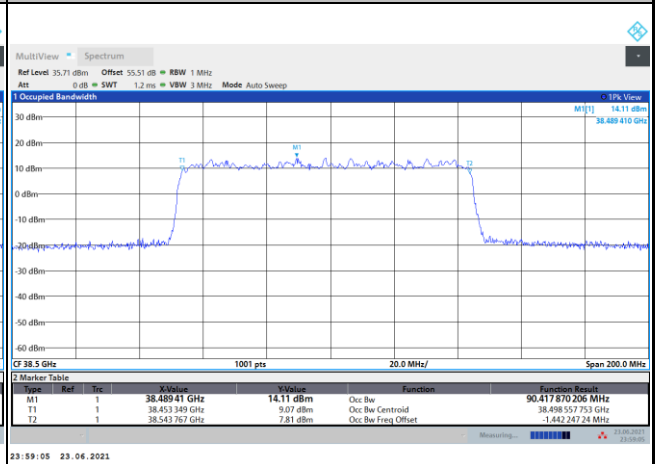 MultiView Spectrum
Ref Level 35.71 dBm Offset 55.51 dB RBW 1 MHz
Att 0 dB SWT 1.2 ms VBW 3 MHz Mode Auto Sweep
1 Occupied Bandwidth 1Pk View
M1[1] 14.11 dBm
38.489 410 GHz
30 dBm
20 dBm
M1
T1 T2
10 dBm
0 dBm
-10 dBm
-20 dBm
-30 dBm
-40 dBm
-50 dBm
-60 dBm
CF 38.5 GHz 1001 pts 20.0 MHz/ Span 200.0 MHz
2 Marker Table
Type Ref Trc X-Value Y-Value Function Function Result
M1 1 38.489 41 GHz 14.11 dBm Occ Bw 90.417 870 206 MHz
T1 1 38.453 349 GHz 9.07 dBm Occ Bw Centroid 38.498 557 753 GHz
T2 1 38.543 767 GHz 7.81 dBm Occ Bw Freq Offset -1.442 247 24 MHz
Measuring... 23.06.2021
23:59:05
23:59:05 23.06.2021